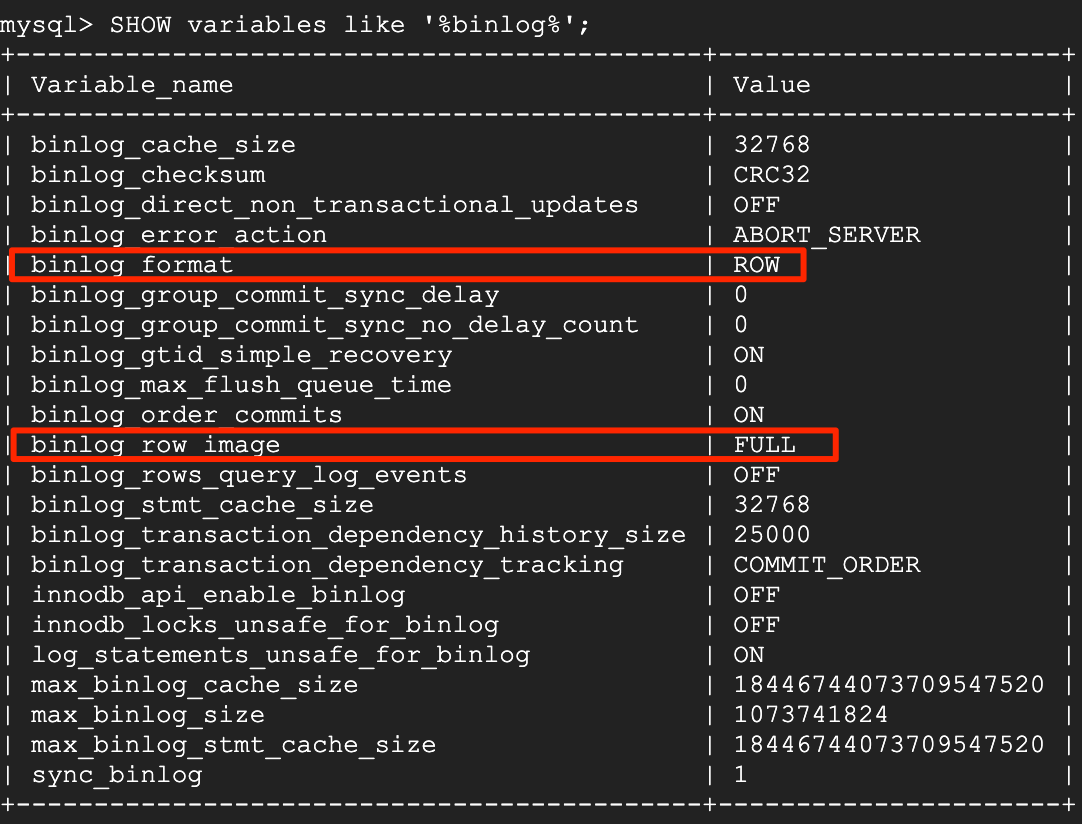 mysql> SHOW variables like '%binlog%';
+--------------------------------------------+----------------------+
| Variable_name                              | Value                |
+--------------------------------------------+----------------------+
| binlog_cache_size                          | 32768                |
| binlog_checksum                            | CRC32                |
| binlog_direct_non_transactional_updates    | OFF                  |
| binlog_error_action                        | ABORT_SERVER         |
| binlog_format                              | ROW                  |
| binlog_group_commit_sync_delay             | 0                    |
| binlog_group_commit_sync_no_delay_count    | 0                    |
| binlog_gtid_simple_recovery                | ON                   |
| binlog_max_flush_queue_time                | 0                    |
| binlog_order_commits                       | ON                   |
| binlog_row_image                           | FULL                 |
| binlog_rows_query_log_events               | OFF                  |
| binlog_stmt_cache_size                     | 32768                |
| binlog_transaction_dependency_history_size | 25000                |
| binlog_transaction_dependency_tracking     | COMMIT_ORDER         |
| innodb_api_enable_binlog                   | OFF                  |
| innodb_locks_unsafe_for_binlog             | OFF                  |
| log_statements_unsafe_for_binlog           | ON                   |
| max_binlog_cache_size                      | 18446744073709547520 |
| max_binlog_size                            | 1073741824           |
| max_binlog_stmt_cache_size                 | 18446744073709547520 |
| sync_binlog                                | 1                    |
+--------------------------------------------+----------------------+